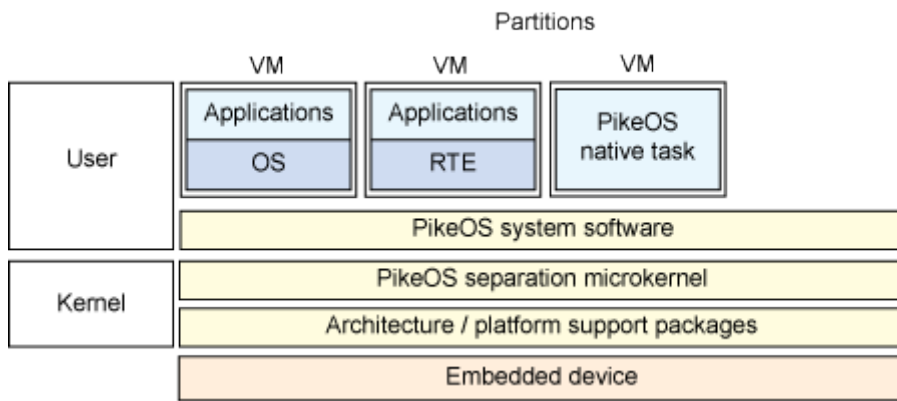 Partitions
VM VM VM
User
Applications
OS
Applications
RTE
PikeOS
native task
PikeOS system software
Kernel
PikeOS separation microkernel
Architecture / platform support packages
Embedded device